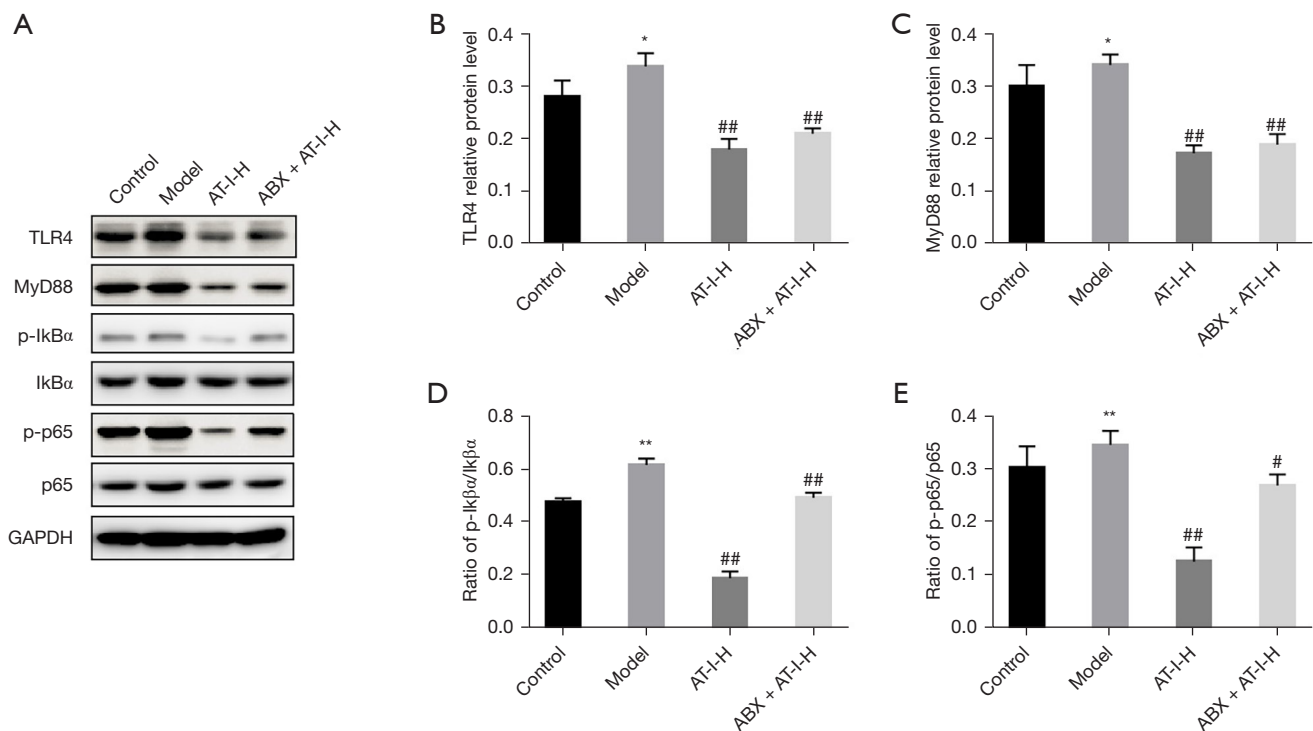 A
Control
Model
AT-I-H
ABX + AT-I-H
TLR4
MyD88
p-IkBα
IkBα
p-p65
p65
GAPDH
B
TLR4 relative protein level
0.4
0.3
0.2
0.1
0.0
*
##
##
Control
Model
AT-I-H
ABX + AT-I-H
C
MyD88 relative protein level
0.4
0.3
0.2
0.1
0.0
*
##
##
Control
Model
AT-I-H
ABX + AT-I-H
D
Ratio of p-Ikβα/Ikβα
0.8
0.6
0.4
0.2
0.0
**
##
##
Control
Model
AT-I-H
ABX + AT-I-H
E
Ratio of p-p65/p65
0.4
0.3
0.2
0.1
0.0
**
##
#
Control
Model
AT-I-H
ABX + AT-I-H